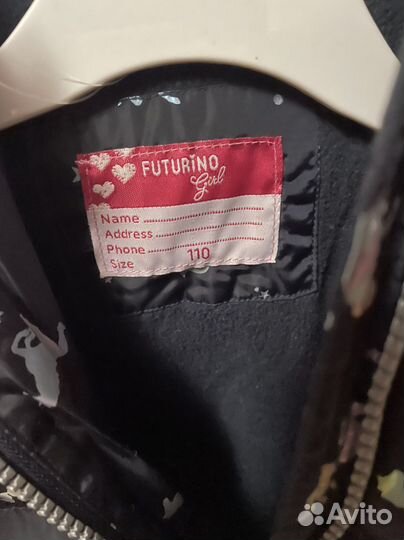 FUTURiNO
Girl
Name
Address
Phone
Size 110
Avito